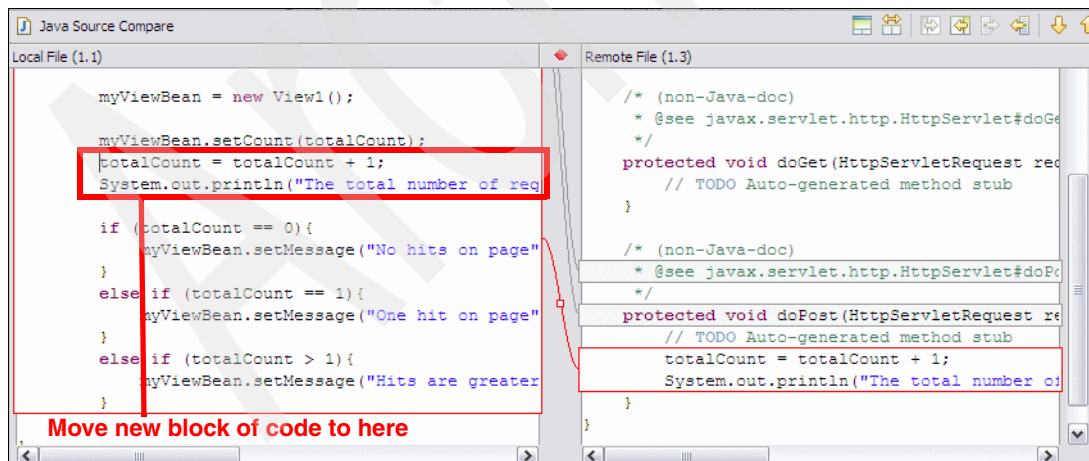 Java Source Compare
Local File (1.1)
myViewBean = new View1();
myViewBean.setCount(totalCount);
totalCount = totalCount + 1;
System.out.println("The total number of req
if (totalCount == 0){
myViewBean.setMessage("No hits on page"
}
else if (totalCount == 1){
myViewBean.setMessage("One hit on page"
}
else if (totalCount > 1){
myViewBean.setMessage("Hits are greater
}
Move new block of code to here
Remote File (1.3)
/* (non-Java-doc)
* @see javax.servlet.http.HttpServlet#doGe
*/
protected void doGet(HttpServletRequest req
// TODO Auto-generated method stub
}
/* (non-Java-doc)
* @see javax.servlet.http.HttpServlet#doPo
*/
protected void doPost(HttpServletRequest re
// TODO Auto-generated method stub
totalCount = totalCount + 1;
System.out.println("The total number of
}
}